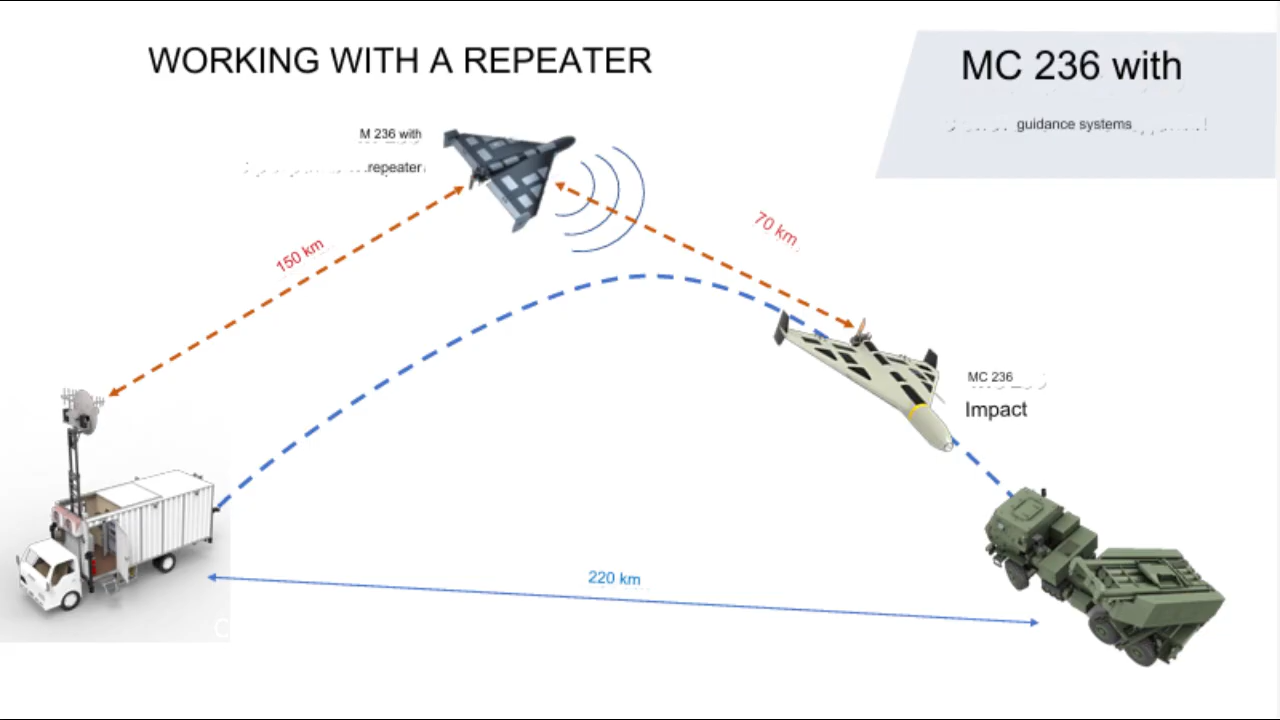 WORKING WITH A REPEATER
MC 236 with
guidance systems
M 236 with
repeater
150 km
70 km
MC 236
Impact
220 km